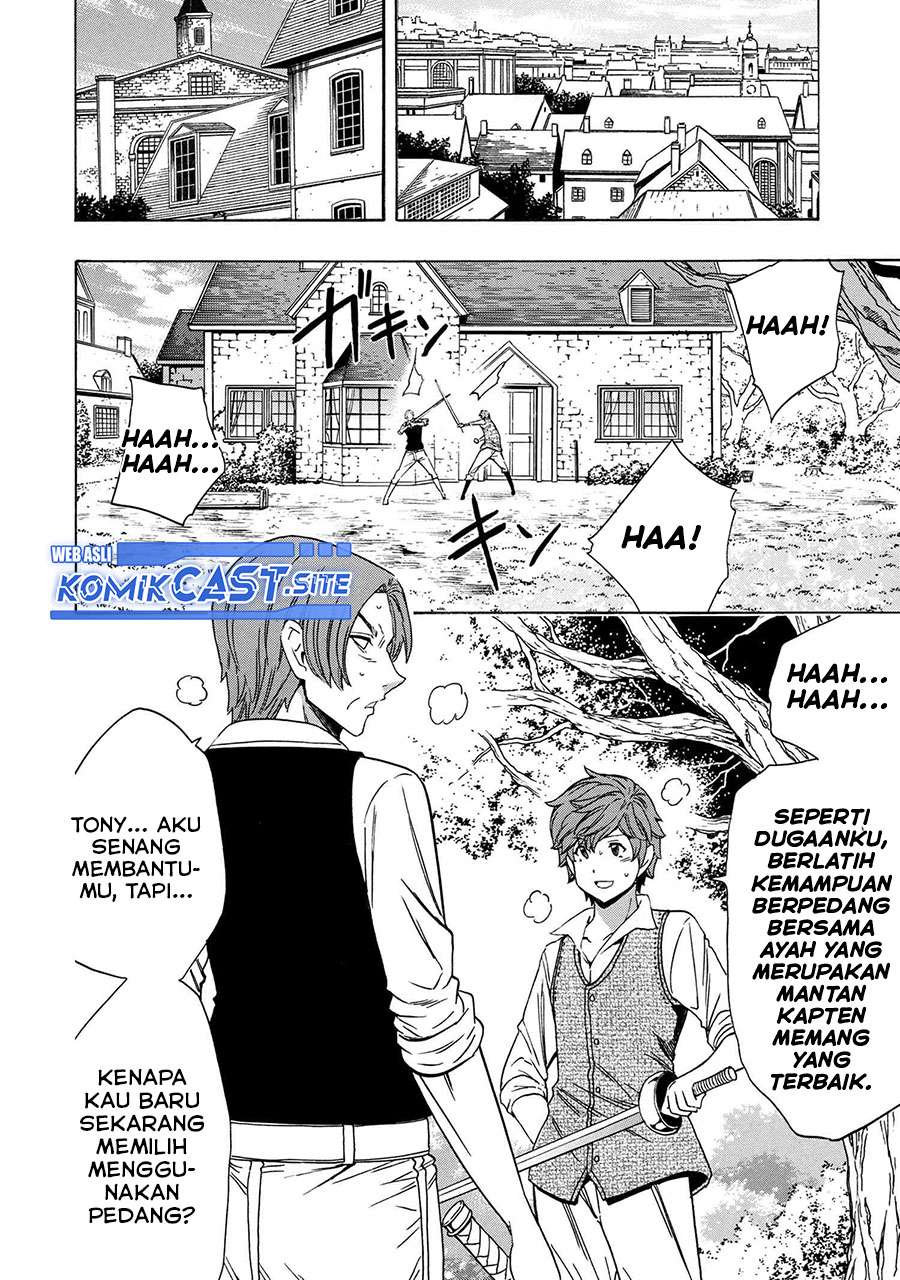 HAAH!
ガキン
HAAH...
HAAH...
キン
HAA!
WEB ASLI
KOMIKCAST.SITE
HAAH...
HAAH...
SEPERTI
DUGAANKU,
BERLATIH
KEMAMPUAN
BERPEDANG
BERSAMA
AYAH YANG
MERUPAKAN
MANTAN
KAPTEN
MEMANG
YANG
TERBAIK.
TONY... AKU
SENANG
MEMBANTU-
MU, TAPI...
KENAPA
KAU BARU
SEKARANG
MEMILIH
MENGGU-
NAKAN
PEDANG?